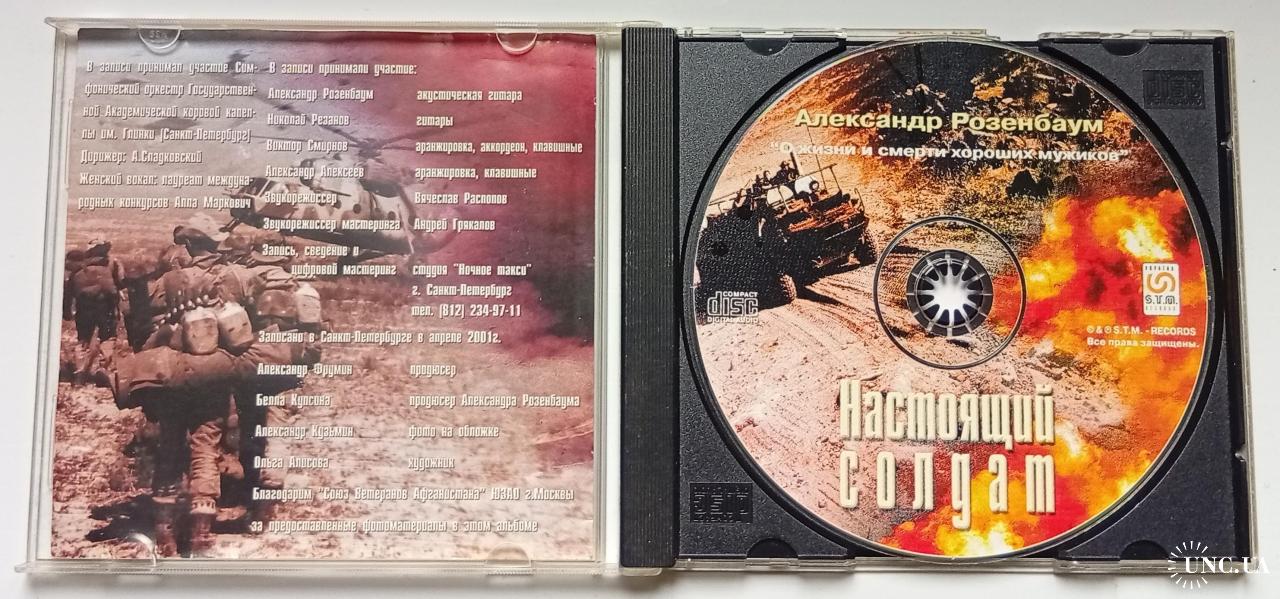 В записи принимал участие Сим-
фонический оркестр Государствен-
ной Академической хоровой капел-
лы им. Глинки (Санкт-Петербург)
Дирижер: А.Сладковский
Женский вокал: лауреат междуна-
родных конкурсов Алла Маркович
В записи принимали участие:
Александр Розенбаум акустическая гитара
Николай Резанов гитары
Виктор Смирнов аранжировка, аккордеон, клавишные
Александр Алексеев аранжировка, клавишные
Звукорежиссер Вячеслав Распопов
Звукорежиссер мастеринга Андрей Грякалов
Запись, сведение и
цифровой мастеринг студия "Ночное такси"
г. Санкт-Петербург
тел. (812) 234-97-11
Записано в Санкт-Петербурге в апреле 2001г.
Александр Фрумин продюсер
Белла Купсина продюсер Александра Розенбаума
Александр Кузьмин фото на обложке
Ольга Алисова художник
Благодарим "Союз Ветеранов Афганистана" ЮЗАО г.Москвы
за предоставленные фотоматериалы в этом альбоме
Александр Розенбаум
"О жизни и смерти хороших мужиков"
COMPACT
disc
DIGITAL AUDIO
УКРАЇНА
S.T.M.
RECORDS
© & ℗ S.T.M. - RECORDS
Все права защищены.
Настоящий
солдат
UNC.UA